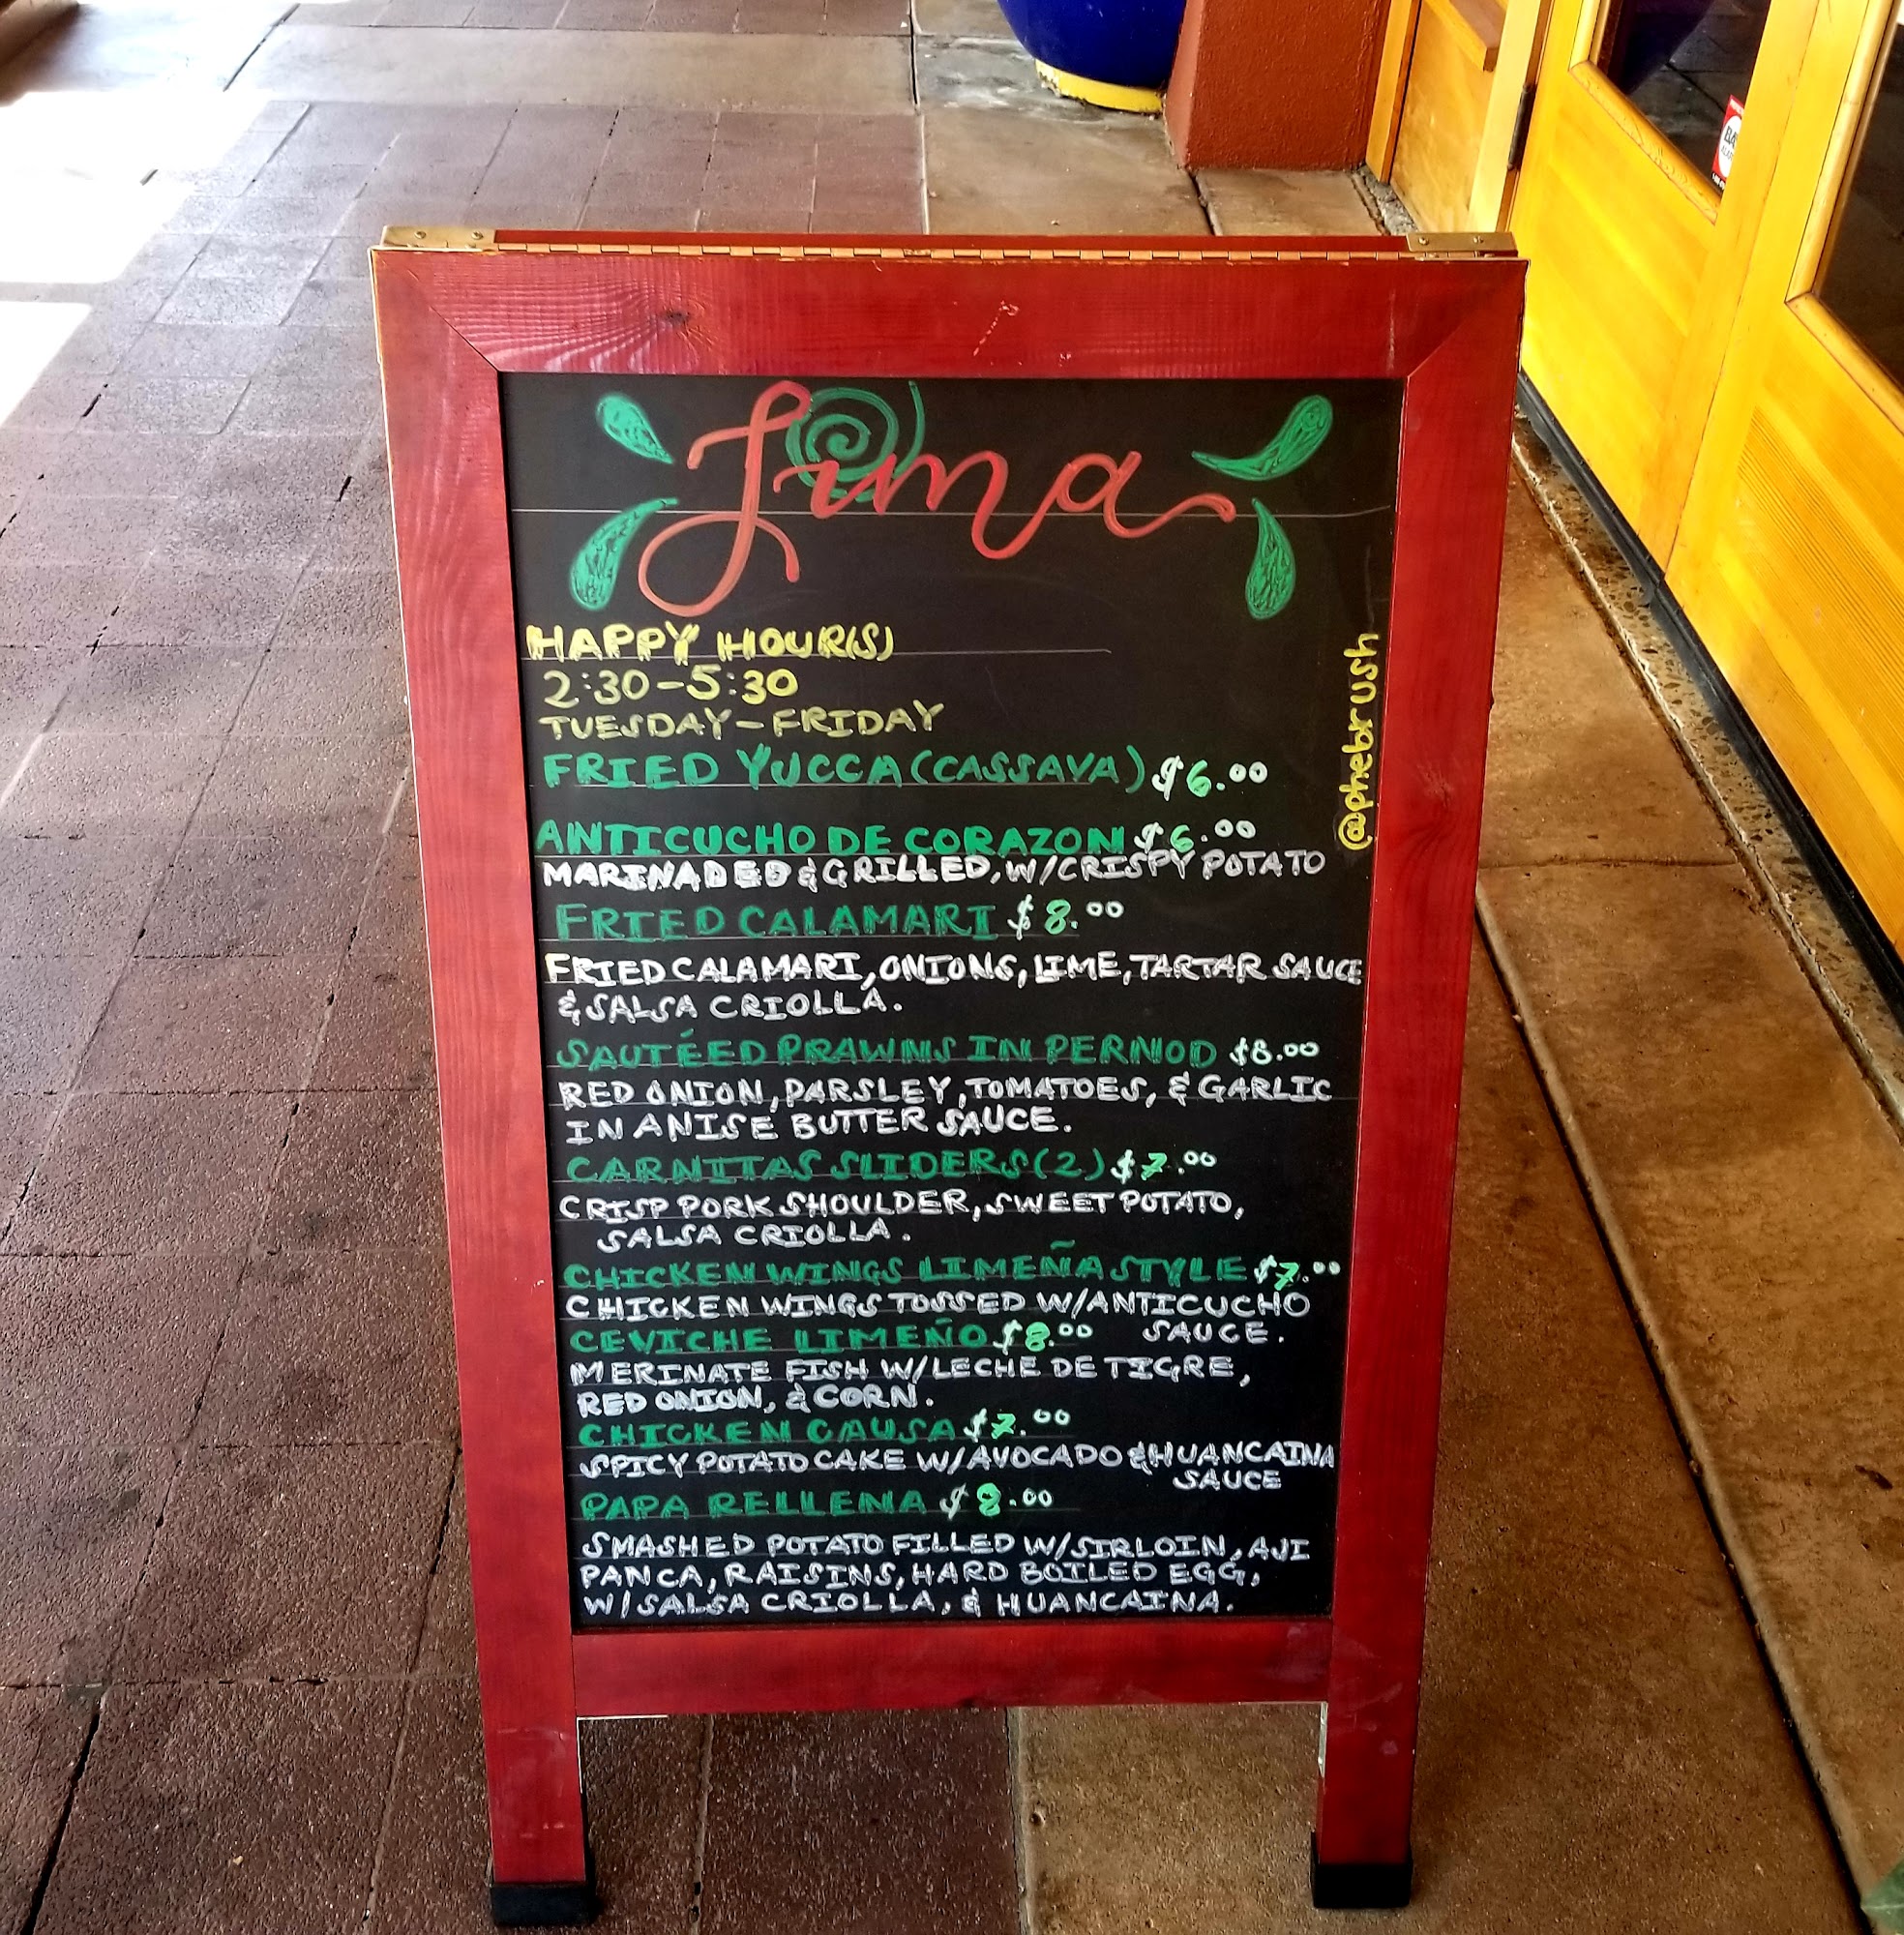 Lima
HAPPY HOUR(S)
2:30-5:30
TUESDAY-FRIDAY
FRIED YUCCA (CASSAVA) $6.00
ANTICUCHO DE CORAZON $6.00
MARINADED & GRILLED, W/CRISPY POTATO
FRIED CALAMARI $8.00
FRIED CALAMARI, ONIONS, LIME, TARTAR SAUCE
& SALSA CRIOLLA.
SAUTÉED PRAWNS IN PERNOD $8.00
RED ONION, PARSLEY, TOMATOES, & GARLIC
IN ANISE BUTTER SAUCE.
CARNITAS SLIDERS (2) $7.00
CRISP PORK SHOULDER, SWEET POTATO,
SALSA CRIOLLA.
CHICKEN WINGS LIMEÑA STYLE $7.00
CHICKEN WINGS TOSSED W/ANTICUCHO
SAUCE.
CEVICHE LIMEÑO $8.00
MERINATE FISH W/LECHE DE TIGRE,
RED ONION, & CORN.
CHICKEN CAUSA $7.00
SPICY POTATO CAKE W/AVOCADO & HUANCAINA
SAUCE
PAPA RELLENA $8.00
SMASHED POTATO FILLED W/SIRLOIN, AJI
PANCA, RAISINS, HARD BOILED EGG,
W/SALSA CRIOLLA, & HUANCAINA.
@phebrush